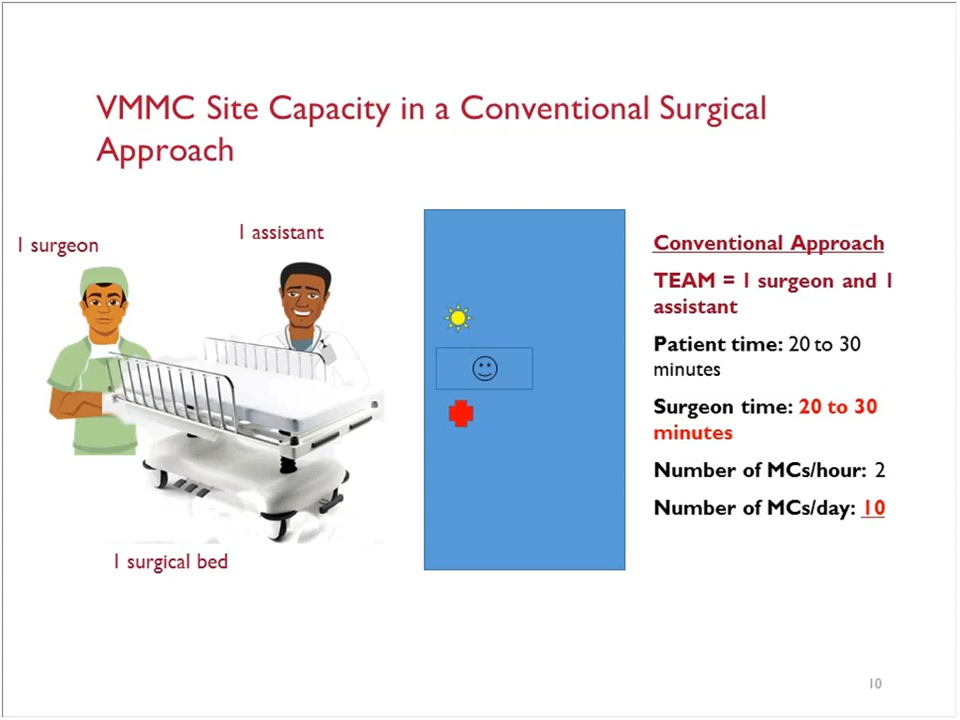 VMMC Site Capacity in a Conventional Surgical
Approach
1 surgeon
1 assistant
1 surgical bed
Conventional Approach
TEAM = 1 surgeon and 1
assistant
Patient time: 20 to 30
minutes
Surgeon time: 20 to 30
minutes
Number of MCs/hour: 2
Number of MCs/day: 10
10